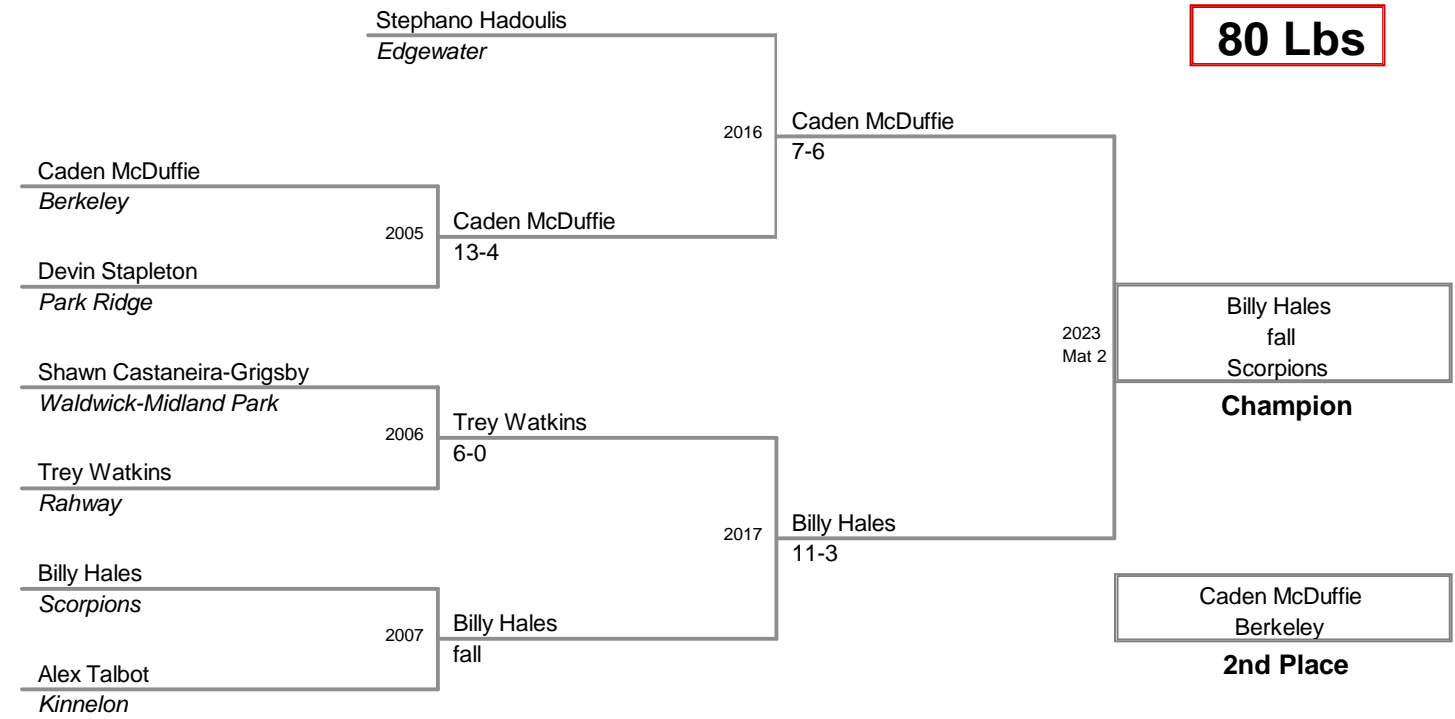 Stephano Hadoulis
80 Lbs
Edgewater
2016
Caden McDuffie
7-6
Caden McDuffie
Berkeley
2005
Caden McDuffie
13-4
Devin Stapleton
Park Ridge
2023
Mat 2
Billy Hales
fall
Scorpions
Champion
Shawn Castaneira-Grigsby
Waldwick-Midland Park
2006
Trey Watkins
6-0
Trey Watkins
Rahway
2017
Billy Hales
11-3
Billy Hales
Scorpions
2007
Billy Hales
fall
Alex Talbot
Kinnelon
Caden McDuffie
Berkeley
2nd Place